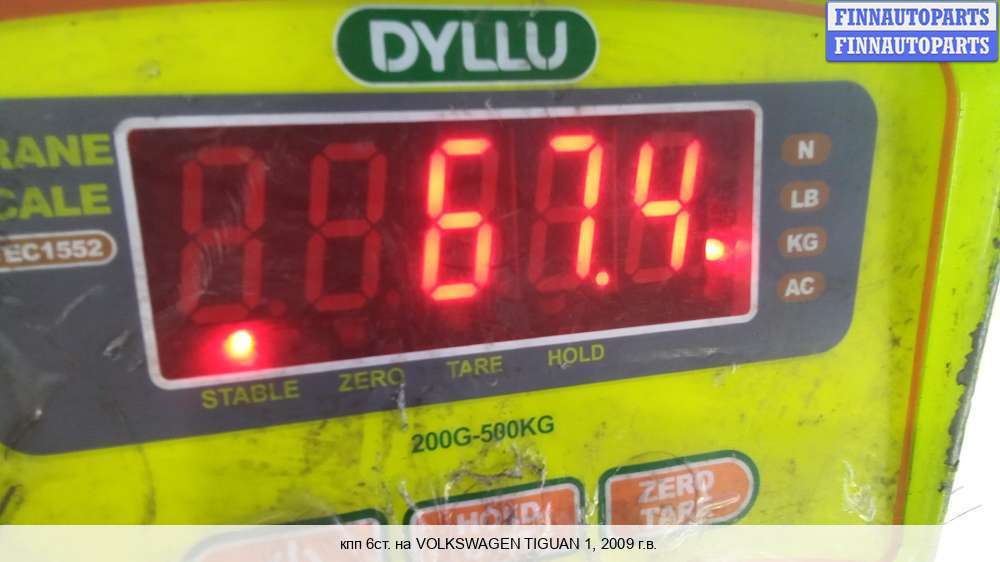 FINNAUTOPARTS
FINNAUTOPARTS
DYLLU
RANE
CALE
EC1552
67.4
N
LB
KG
AC
STABLE
ZERO
TARE
HOLD
200G-500KG
HOLD
ZERO
TARE
кпп 6ст. на VOLKSWAGEN TIGUAN 1, 2009 г.в.